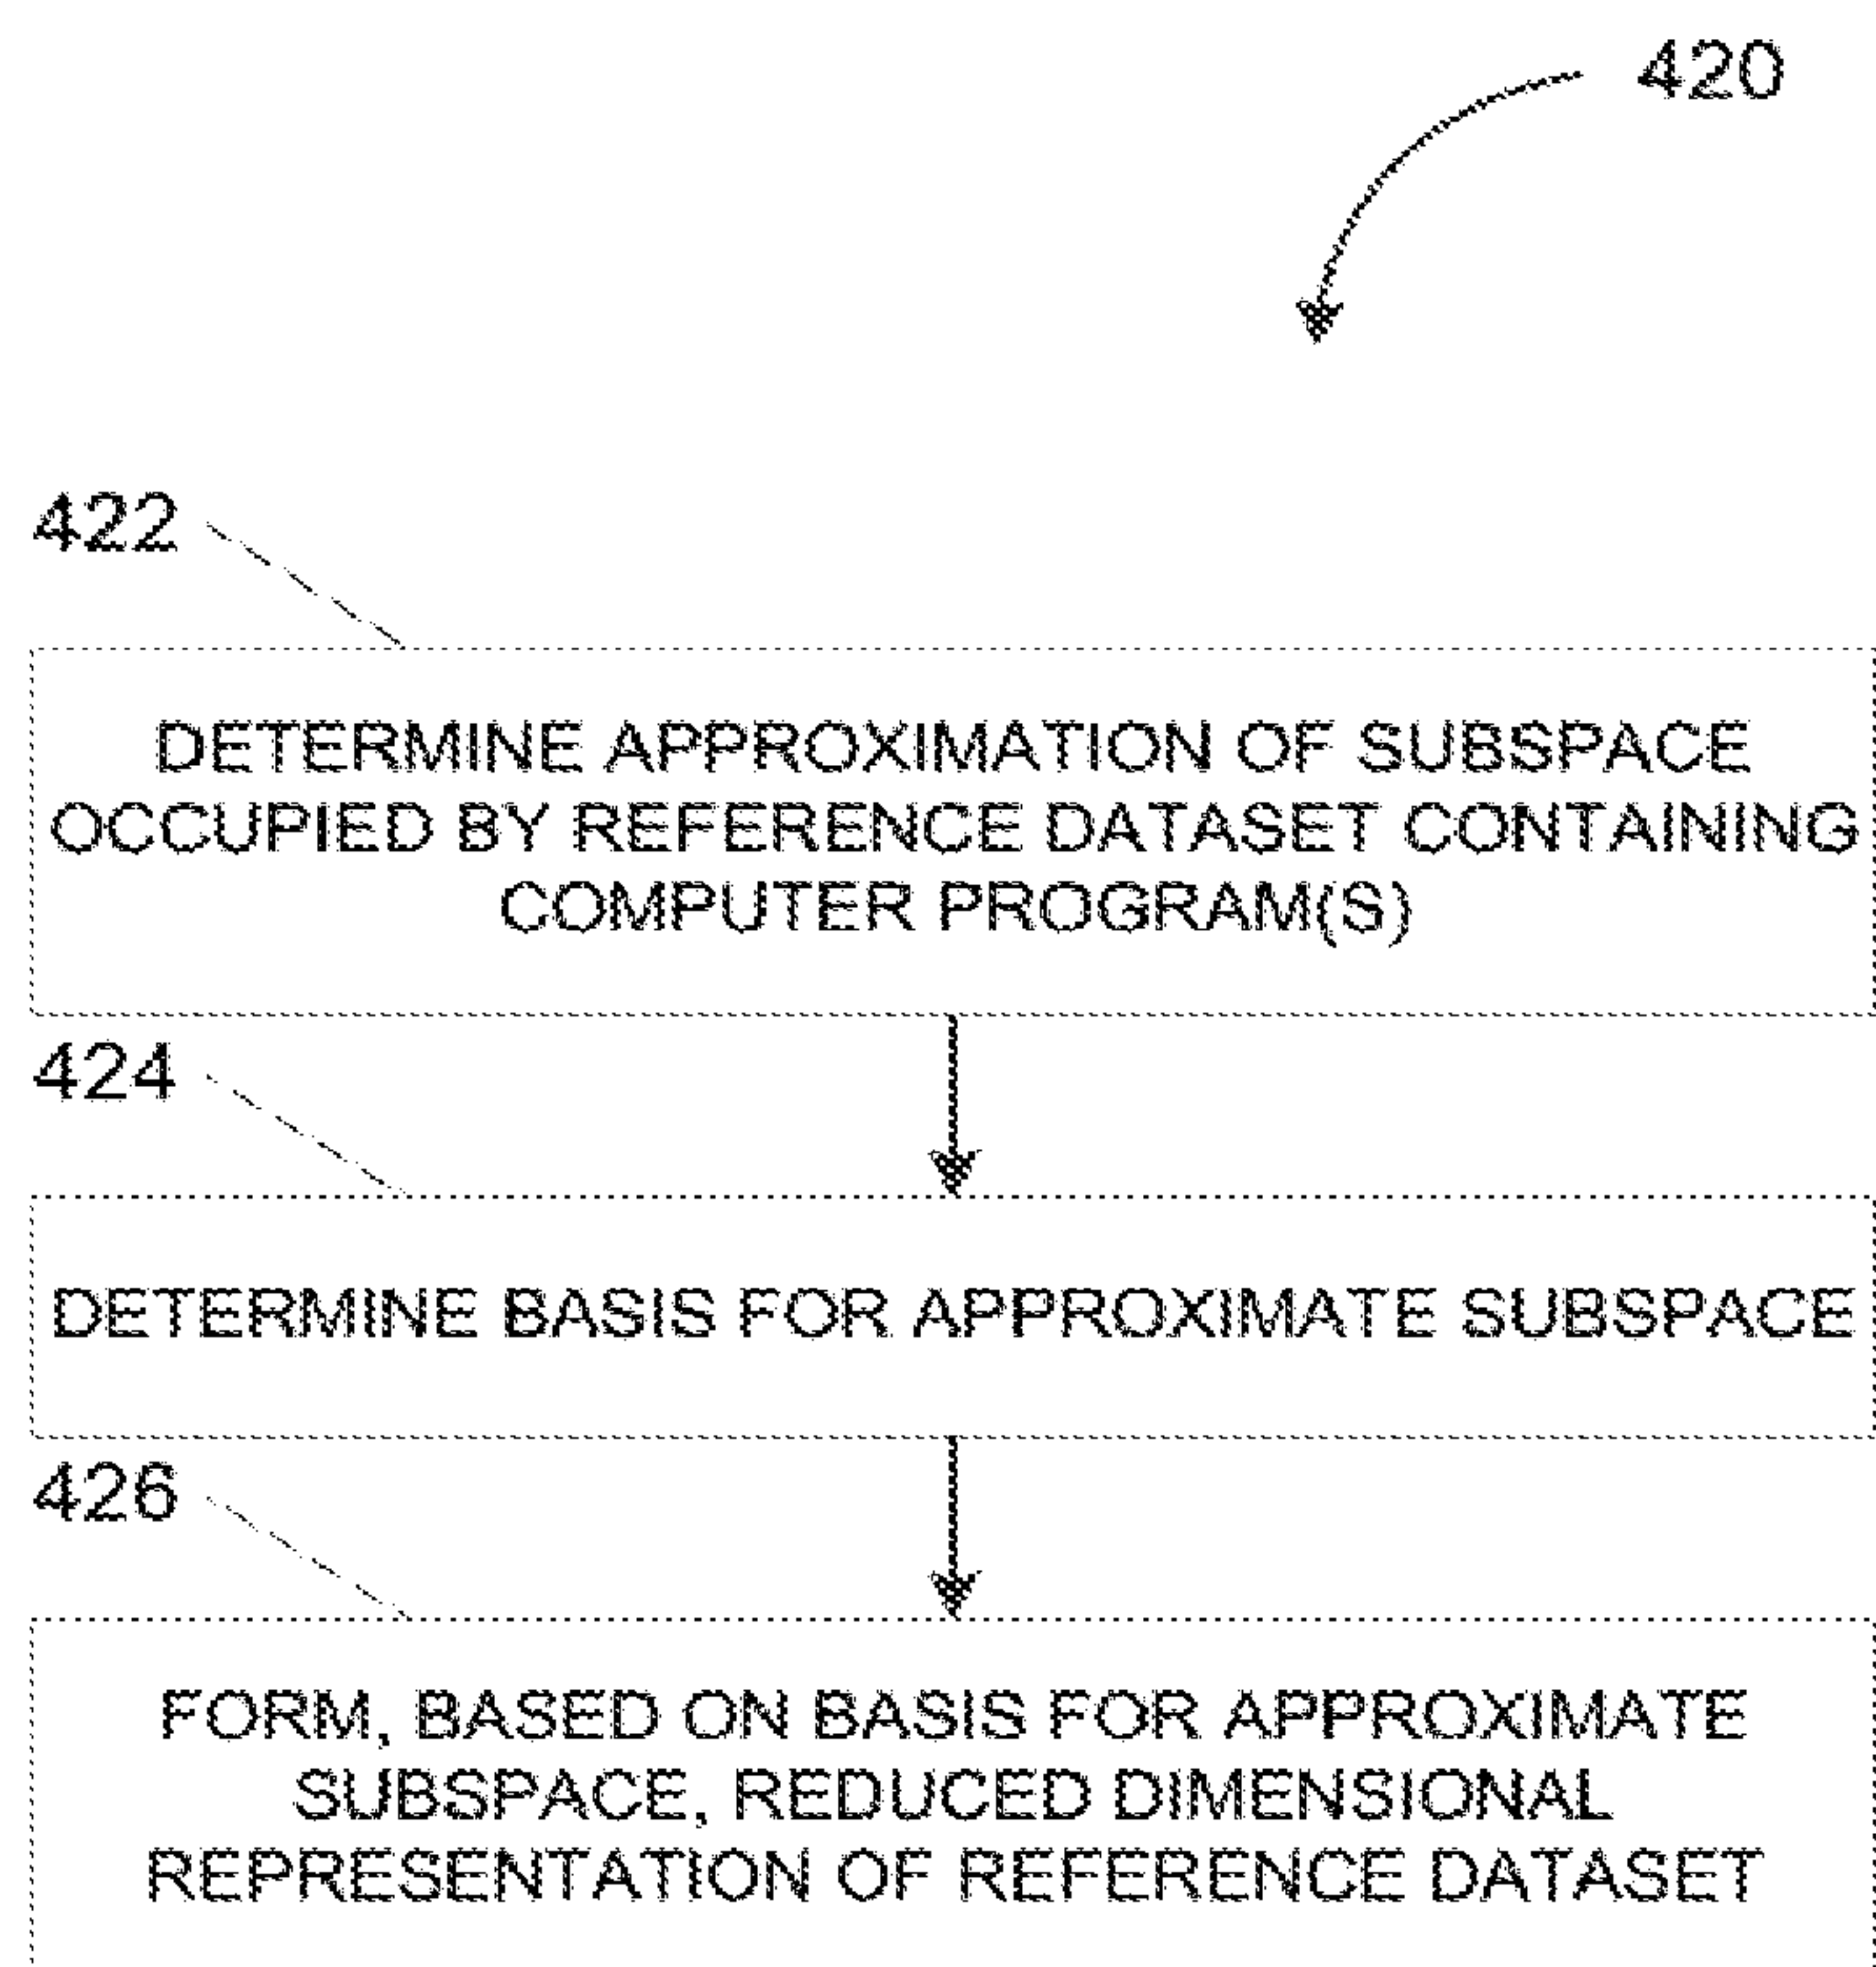 420
422
DETERMINE APPROXIMATION OF SUBSPACE
OCCUPIED BY REFERENCE DATASET CONTAINING
COMPUTER PROGRAM(S)
424
DETERMINE BASIS FOR APPROXIMATE SUBSPACE
426
FORM, BASED ON BASIS FOR APPROXIMATE
SUBSPACE, REDUCED DIMENSIONAL
REPRESENTATION OF REFERENCE DATASET